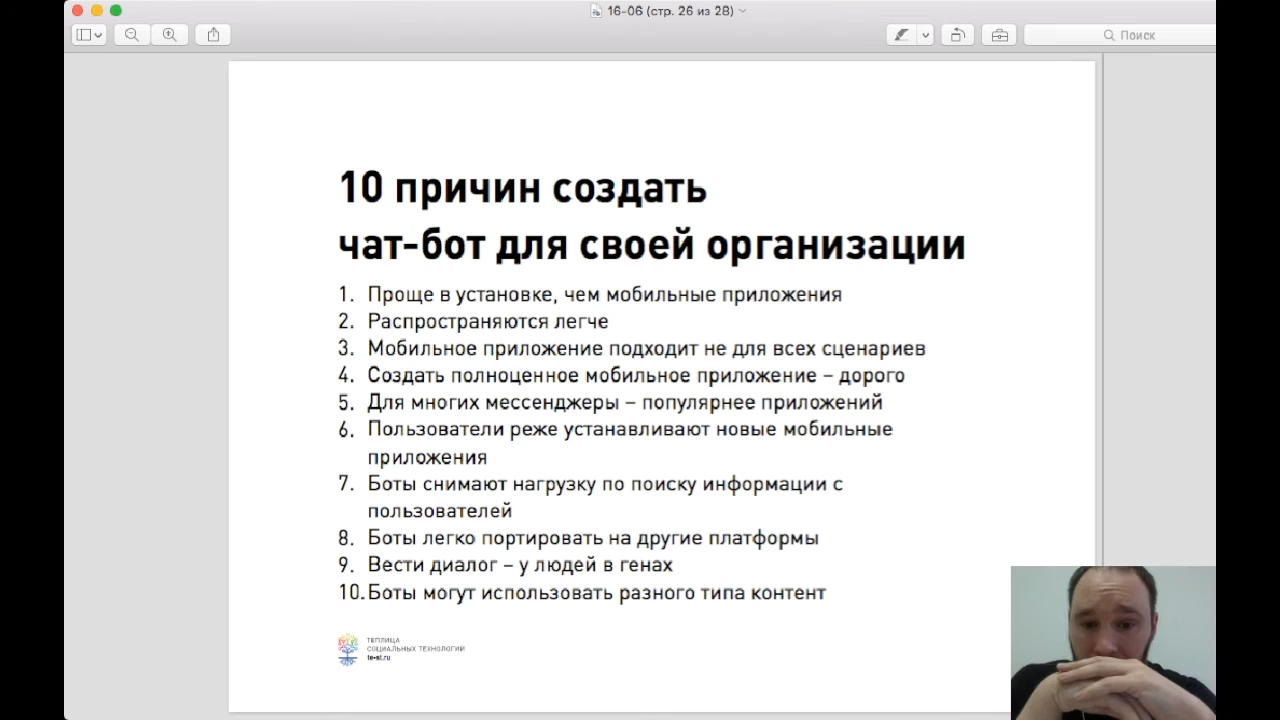 16-06 (стр. 26 из 28)
Поиск
10 причин создать
чат-бот для своей организации
1. Проще в установке, чем мобильные приложения
2. Распространяются легче
3. Мобильное приложение подходит не для всех сценариев
4. Создать полноценное мобильное приложение – дорого
5. Для многих мессенджеры – популярнее приложений
6. Пользователи реже устанавливают новые мобильные
приложения
7. Боты снимают нагрузку по поиску информации с
пользователей
8. Боты легко портировать на другие платформы
9. Вести диалог – у людей в генах
10. Боты могут использовать разного типа контент
ТЕПЛИЦА
СОЦИАЛЬНЫХ ТЕХНОЛОГИЙ
te-st.ru